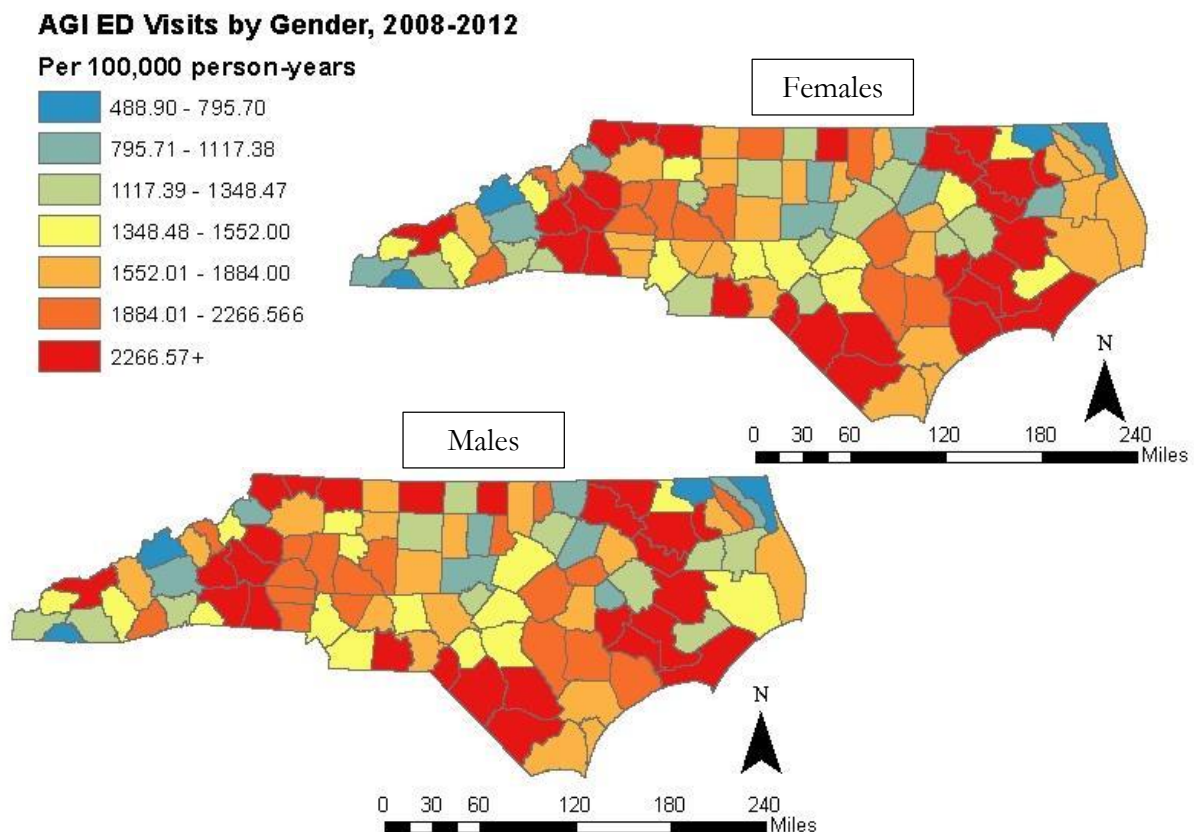 AGI ED Visits by Gender, 2008-2012
Per 100,000 person-years
488.90 - 795.70
795.71 - 1117.38
1117.39 - 1348.47
1348.48 - 1552.00
1552.01 - 1884.00
1884.01 - 2266.566
2266.57+
Females
N
0 30 60 120 180 240
Miles
Males
N
0 30 60 120 180 240
Miles